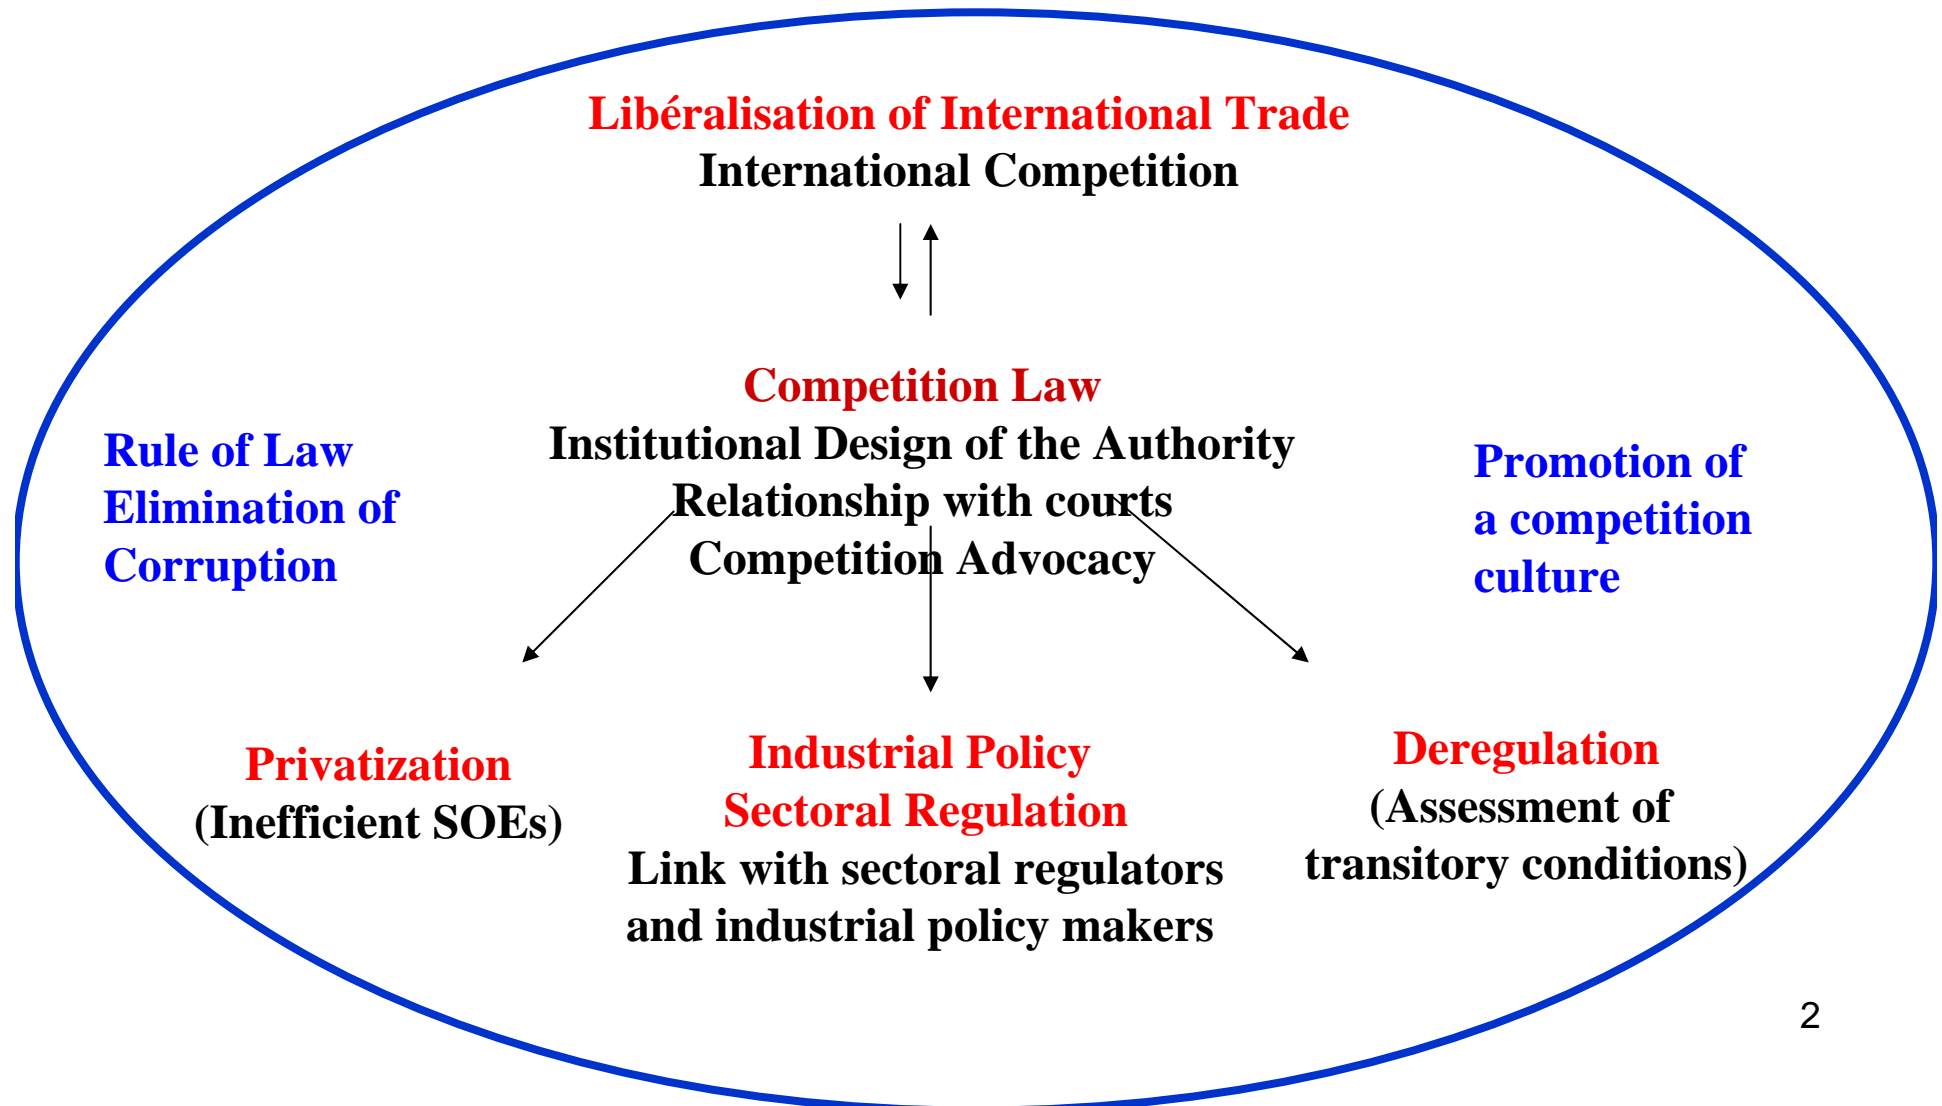 Libéralisation of International Trade
International Competition
Competition Law
Institutional Design of the Authority
Relationship with courts
Competition Advocacy
Rule of Law
Elimination of
Corruption
Promotion of
a competition
culture
Privatization
(Inefficient SOEs)
Industrial Policy
Sectoral Regulation
Link with sectoral regulators
and industrial policy makers
Deregulation
(Assessment of
transitory conditions)
2